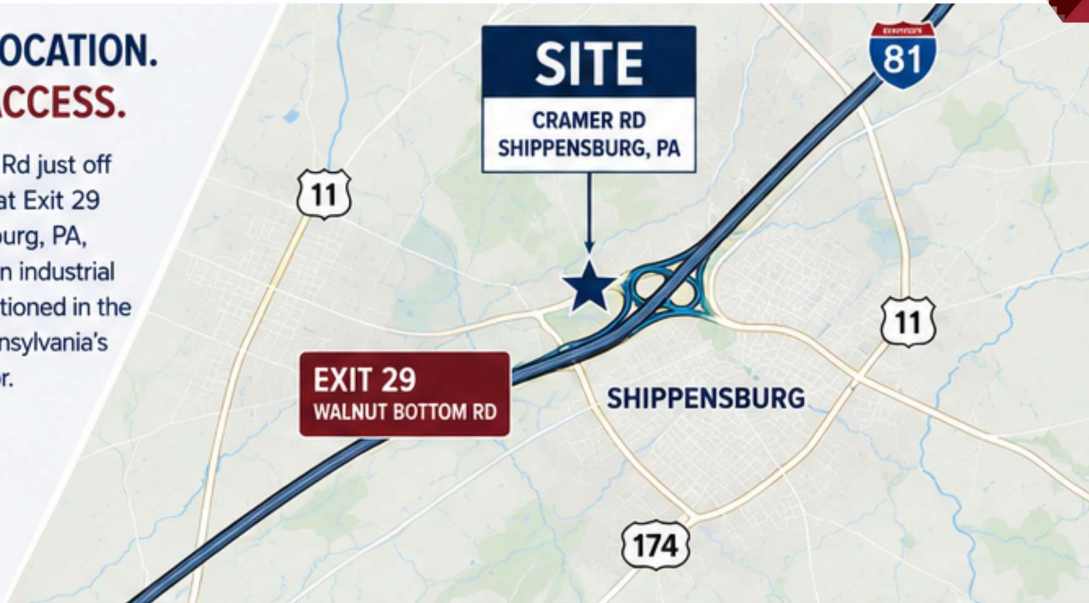 OCATION.
ACCESS.
Rd just off
at Exit 29
burg, PA,
n industrial
tioned in the
nsylvania's
r.
SITE
CRAMER RD
SHIPPENSBURG, PA
81
11
11
EXIT 29
WALNUT BOTTOM RD
SHIPPENSBURG
174